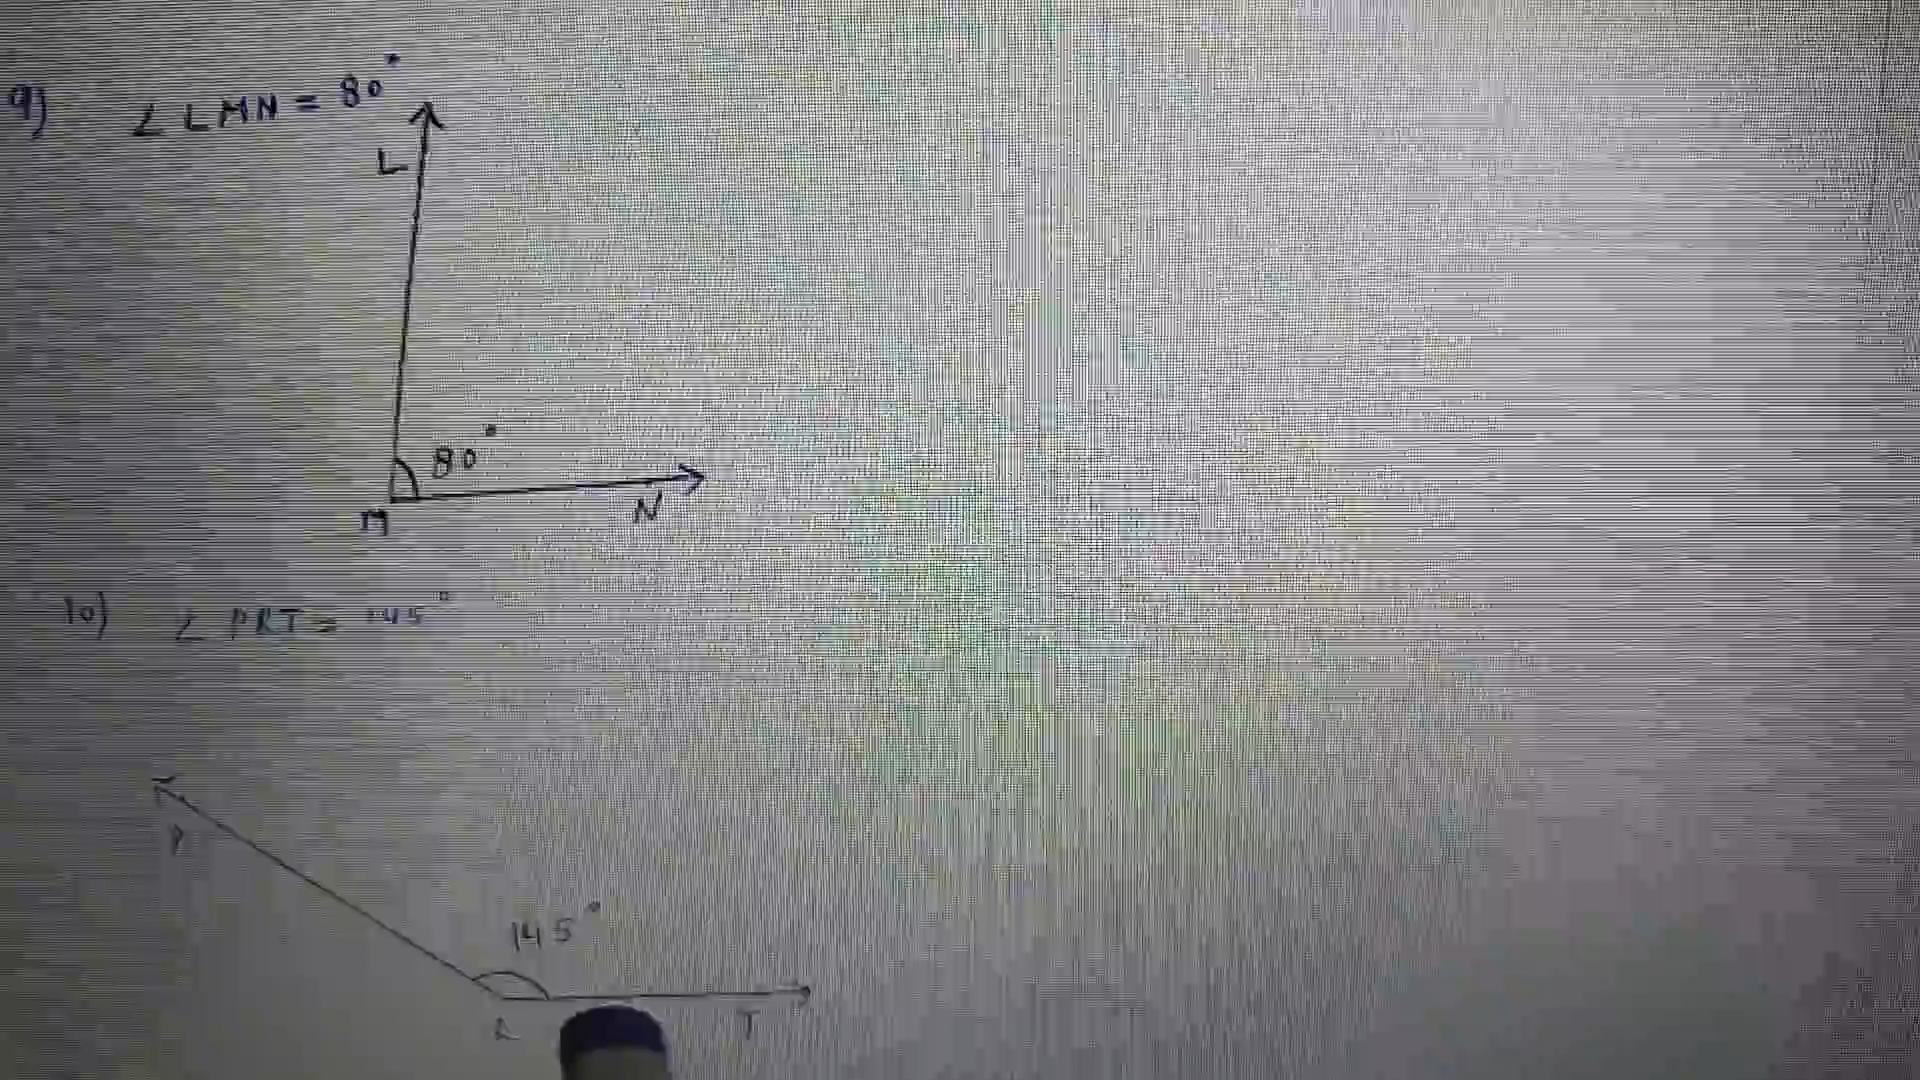 9) ∠ LMN = 80°
L
80°
M
N
10) ∠ PRT = 145°
P
145°
R
T